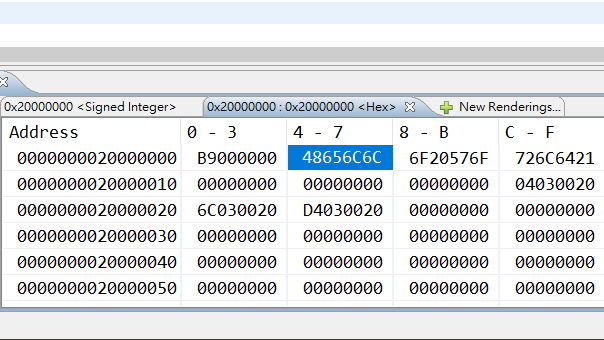 0x20000000 <Signed Integer> 0x20000000 : 0x20000000 <Hex> New Renderings...
Address 0 - 3 4 - 7 8 - B C - F
0000000020000000 B9000000 48656C6C 6F20576F 726C6421
0000000020000010 00000000 00000000 00000000 04030020
0000000020000020 6C030020 D4030020 00000000 00000000
0000000020000030 00000000 00000000 00000000 00000000
0000000020000040 00000000 00000000 00000000 00000000
0000000020000050 00000000 00000000 00000000 00000000